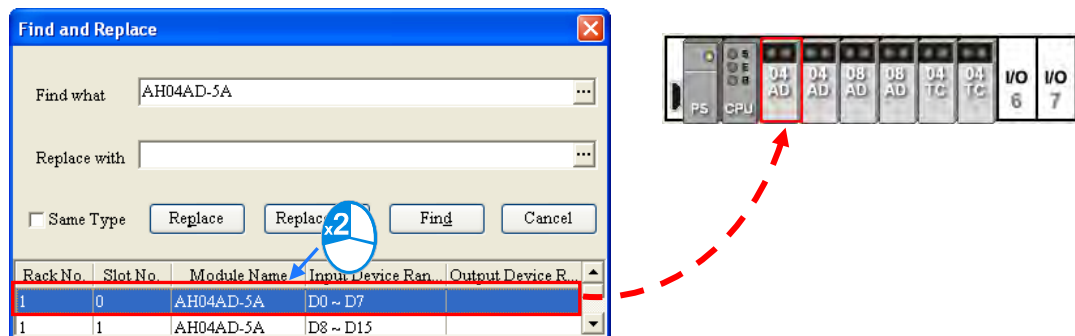 Find and Replace
Find what AH04AD-5A ...
Replace with ...
Same Type Replace Replac Find Cancel
x2
Rack No. Slot No. Module Name Input Device Ran... Output Device R...
1 0 AH04AD-5A D0 ~ D7
1 1 AH04AD-5A D8 ~ D15
PS CPU 04 AD 04 AD 08 AD 08 AD 04 TC 04 TC I/O 6 I/O 7